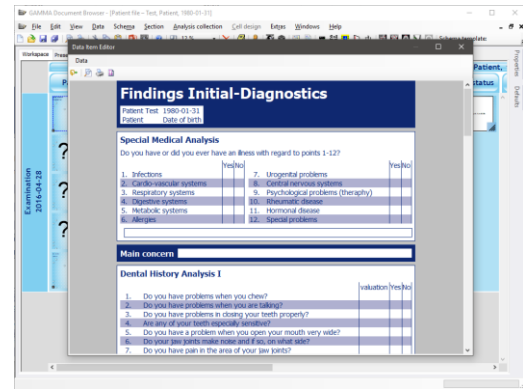 GAMMA Document Browser - [Patient file - Test, Patient, 1980-01-31]
File Edit View Data Schema Section Analysis collection Cell design Extras Windows Help
Schema template:
Workspace
Data Item Editor
Data
Properties
Defaults
Patient,
status
Examination
2016-04-28
?
?
?
Findings Initial-Diagnostics
Patient Test 1980-01-31
Patient Date of birth
Special Medical Analysis
Do you have or did you ever have an illness with regard to points 1-12?
Yes No Yes No
1. Infections 7. Urogenital problems
2. Cardio-vascular systems 8. Central nervous systems
3. Respiratory systems 9. Psychological problems (theraphy)
4. Digestive systems 10. Rheumatic disease
5. Metabolic systems 11. Hormonal disease
6. Allergies 12. Special problems
Main concern
Dental History Analysis I
valuation Yes No
1. Do you have problems when you chew?
2. Do you have problems when you are talking?
3. Do you have problems in closing your teeth properly?
4. Are any of your teeth especially sensitive?
5. Do you have a problem when you open your mouth very wide?
6. Do your jaw joints make noise and if so, on what side?
7. Do you have pain in the area of your jaw joints?